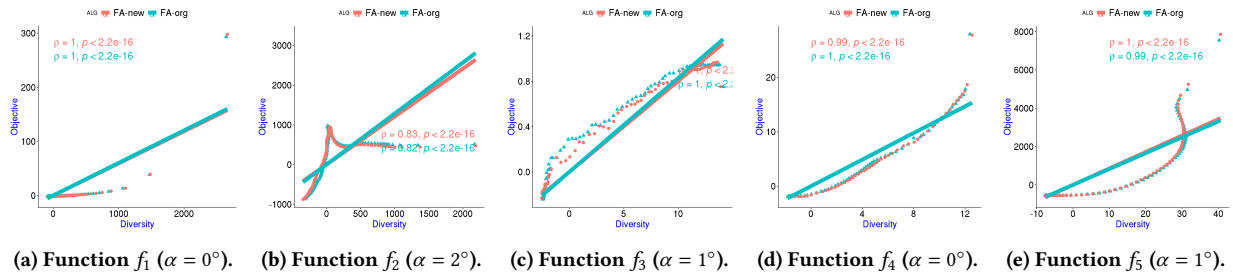 ALG FA-new FA-org
300
200
100
0
0 1000 2000
Objective
Diversity
ρ = 1, p < 2.2e-16
ρ = 1, p < 2.2e-16
(a) Function f1 (α = 0°).
ALG FA-new FA-org
3000
2000
1000
0
-1000
0 500 1000 1500 2000
Objective
Diversity
ρ = 0.83, p < 2.2e-16
ρ = 0.82, p < 2.2e-16
(b) Function f2 (α = 2°).
ALG FA-new FA-org
1.2
0.8
0.4
0.0
0 5 10
Objective
Diversity
1, p < 2.
ρ = 1, p < 2.
(c) Function f3 (α = 1°).
ALG FA-new FA-org
20
10
0
0 4 8 12
Objective
Diversity
ρ = 0.99, p < 2.2e-16
ρ = 1, p < 2.2e-16
(d) Function f4 (α = 0°).
ALG FA-new FA-org
8000
6000
4000
2000
0
-10 0 10 20 30 40
Objective
Diversity
ρ = 1, p < 2.2e-16
ρ = 0.99, p < 2.2e-16
(e) Function f5 (α = 1°).